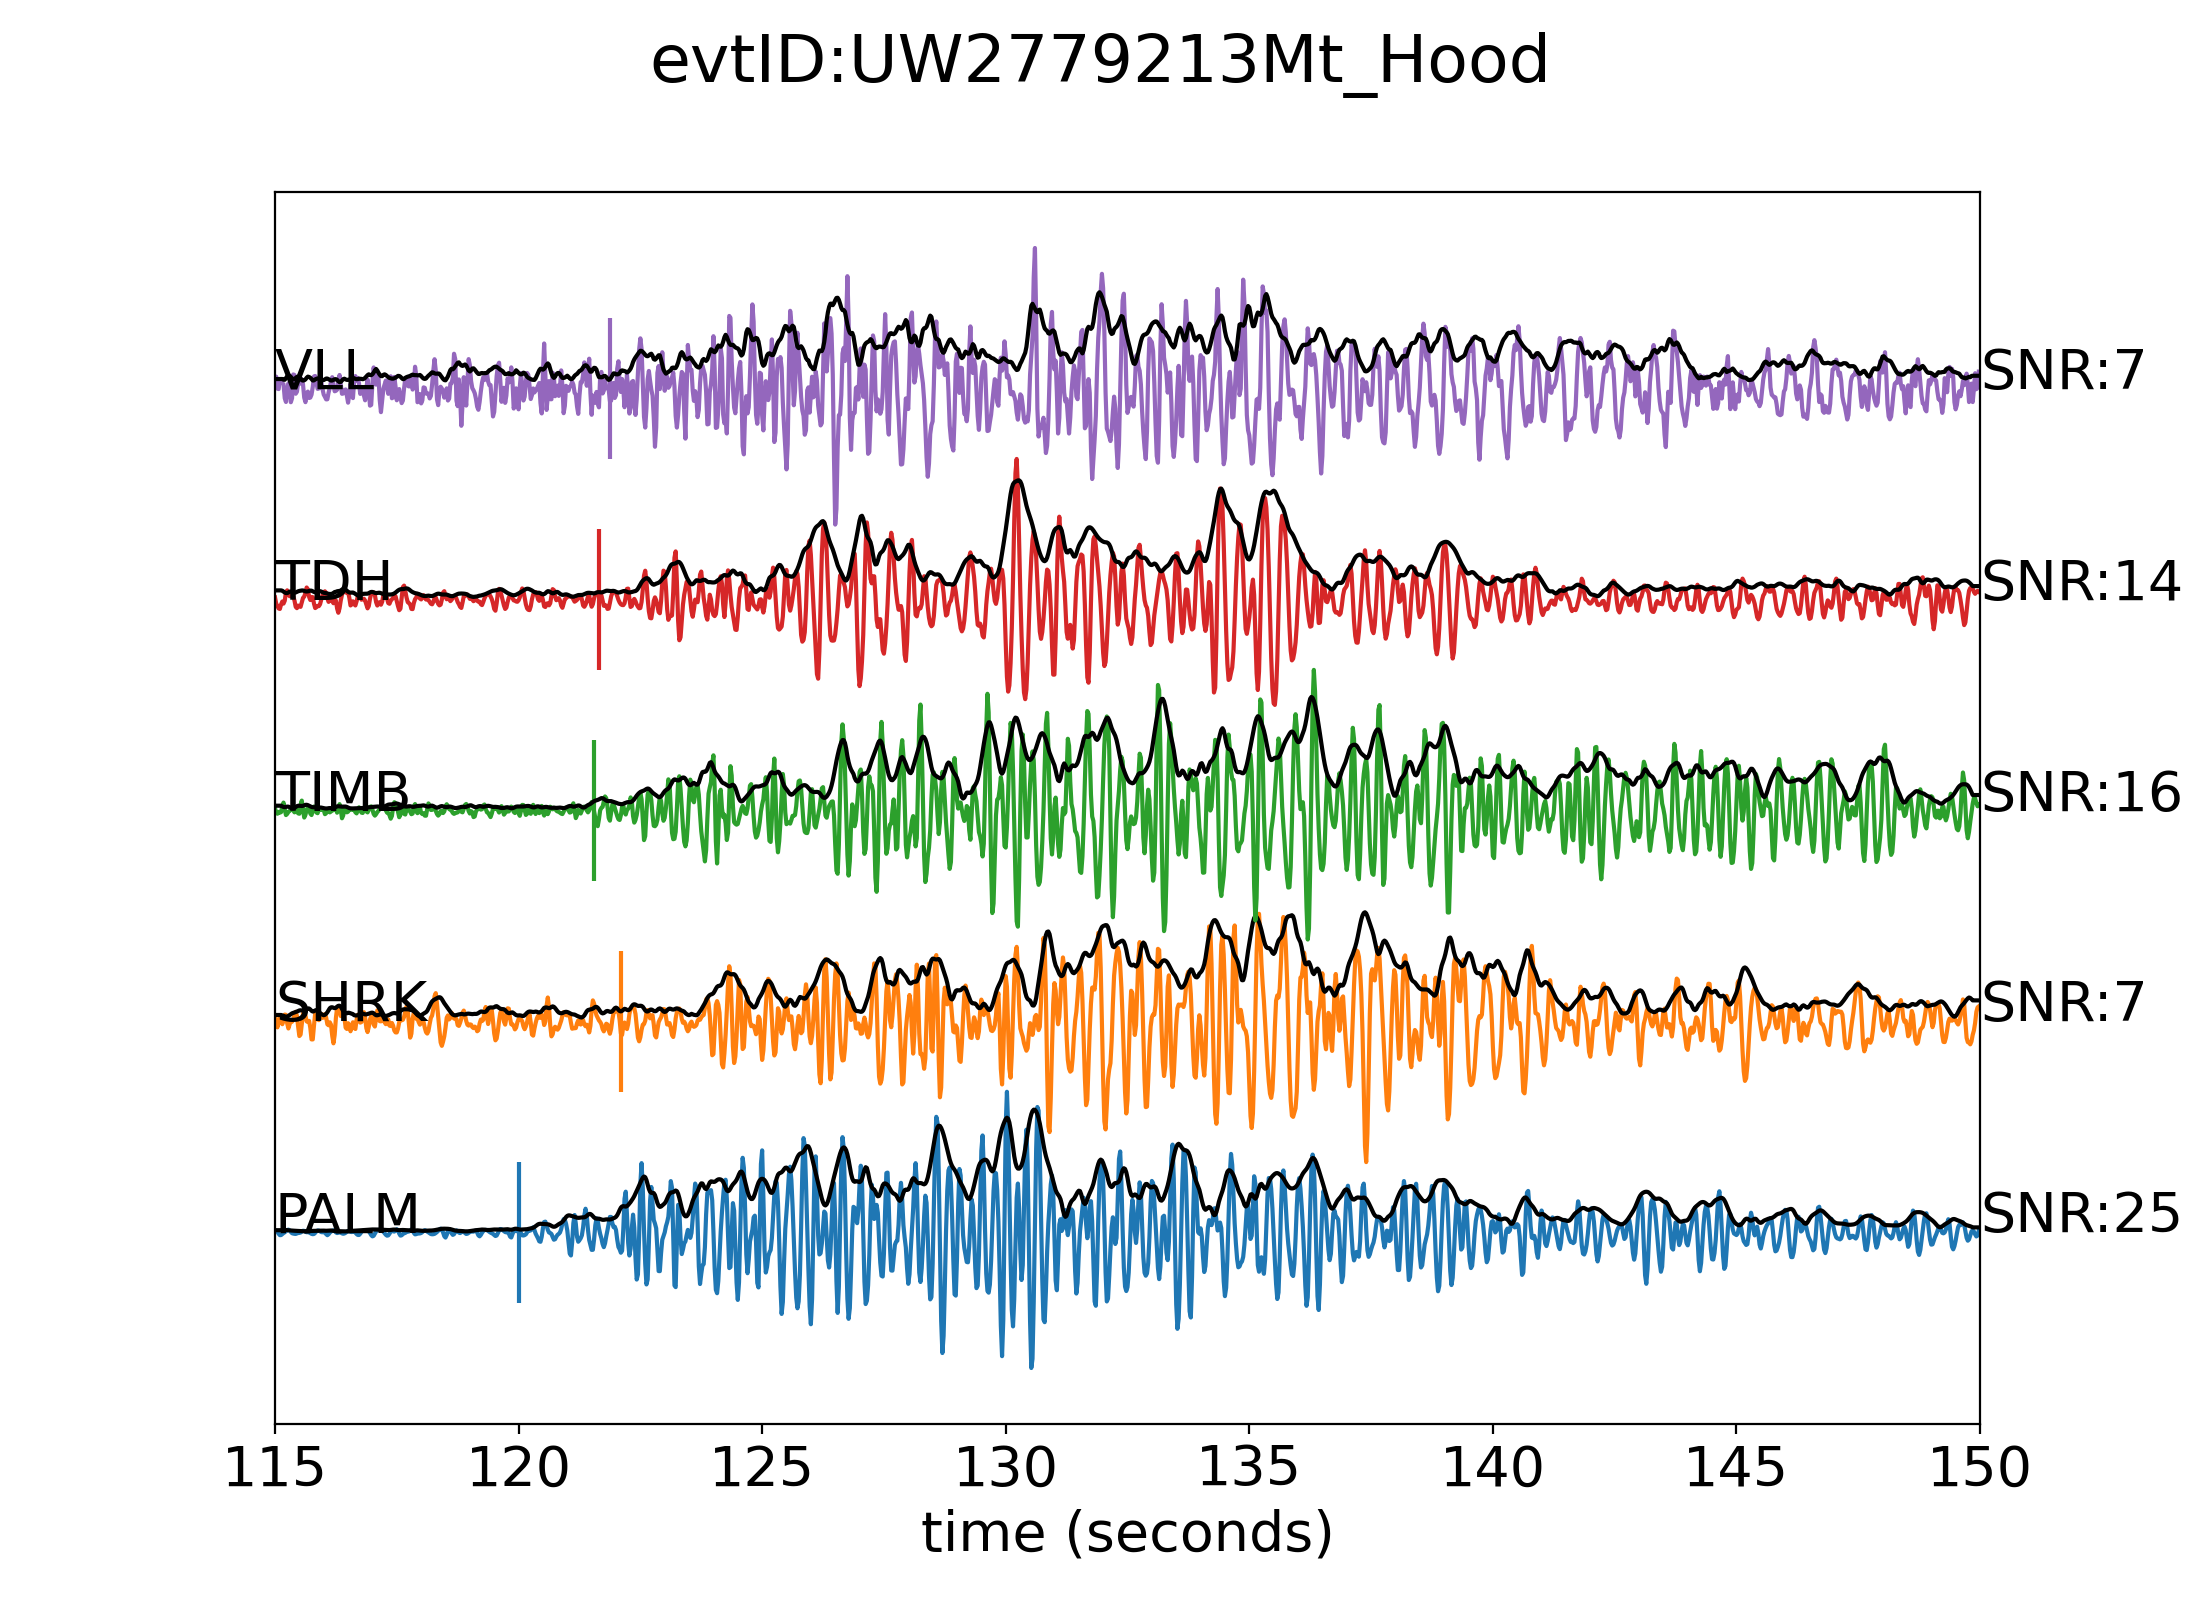 evtID:UW2779213Mt_Hood
VLL SNR:7
TDH SNR:14
TIMB SNR:16
SHRK SNR:7
PALM SNR:25
115 120 125 130 135 140 145 150
time (seconds)